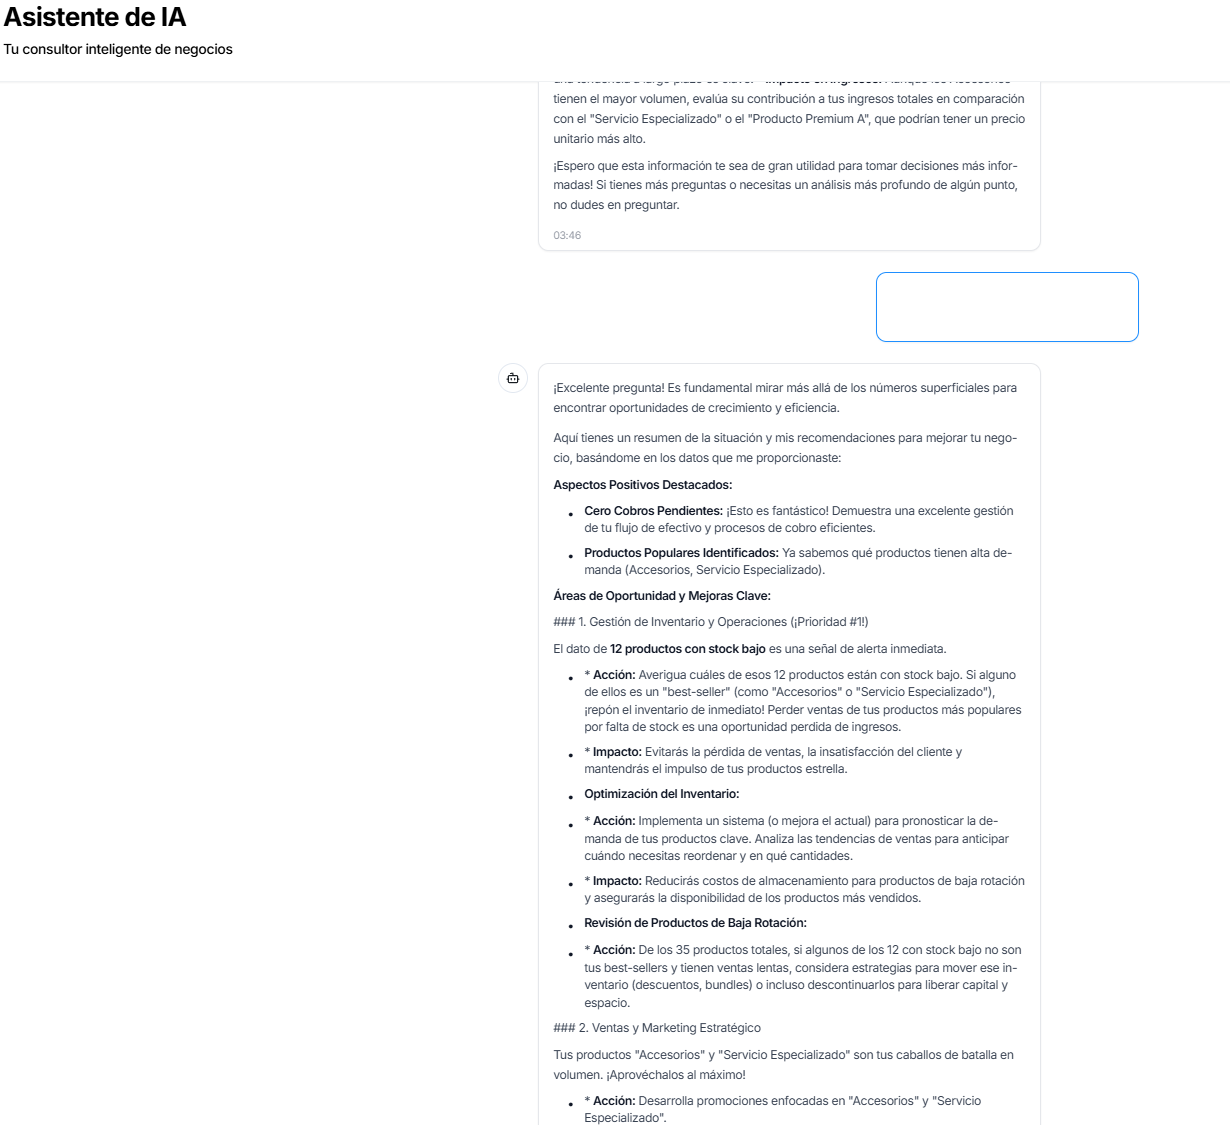 Asistente de IA
Tu consultor inteligente de negocios
tienen el mayor volumen, evalúa su contribución a tus ingresos totales en comparación
con el "Servicio Especializado" o el "Producto Premium A", que podrían tener un precio
unitario más alto.
¡Espero que esta información te sea de gran utilidad para tomar decisiones más infor-
madas! Si tienes más preguntas o necesitas un análisis más profundo de algún punto,
no dudes en preguntar.
03:46
¡Excelente pregunta! Es fundamental mirar más allá de los números superficiales para
encontrar oportunidades de crecimiento y eficiencia.
Aquí tienes un resumen de la situación y mis recomendaciones para mejorar tu nego-
cio, basándome en los datos que me proporcionaste:
Aspectos Positivos Destacados:
• Cero Cobros Pendientes: ¡Esto es fantástico! Demuestra una excelente gestión
de tu flujo de efectivo y procesos de cobro eficientes.
• Productos Populares Identificados: Ya sabemos qué productos tienen alta de-
manda (Accesorios, Servicio Especializado).
Áreas de Oportunidad y Mejoras Clave:
### 1. Gestión de Inventario y Operaciones (¡Prioridad #1!)
El dato de 12 productos con stock bajo es una señal de alerta inmediata.
• * Acción: Averigua cuáles de esos 12 productos están con stock bajo. Si alguno
de ellos es un "best-seller" (como "Accesorios" o "Servicio Especializado"),
¡repón el inventario de inmediato! Perder ventas de tus productos más populares
por falta de stock es una oportunidad perdida de ingresos.
• * Impacto: Evitarás la pérdida de ventas, la insatisfacción del cliente y
mantendrás el impulso de tus productos estrella.
• Optimización del Inventario:
• * Acción: Implementa un sistema (o mejora el actual) para pronosticar la de-
manda de tus productos clave. Analiza las tendencias de ventas para anticipar
cuándo necesitas reordenar y en qué cantidades.
• * Impacto: Reducirás costos de almacenamiento para productos de baja rotación
y asegurarás la disponibilidad de los productos más vendidos.
• Revisión de Productos de Baja Rotación:
• * Acción: De los 35 productos totales, si algunos de los 12 con stock bajo no son
tus best-sellers y tienen ventas lentas, considera estrategias para mover ese in-
ventario (descuentos, bundles) o incluso descontinuarlos para liberar capital y
espacio.
### 2. Ventas y Marketing Estratégico
Tus productos "Accesorios" y "Servicio Especializado" son tus caballos de batalla en
volumen. ¡Aprovéchalos al máximo!
• * Acción: Desarrolla promociones enfocadas en "Accesorios" y "Servicio
Especializado".